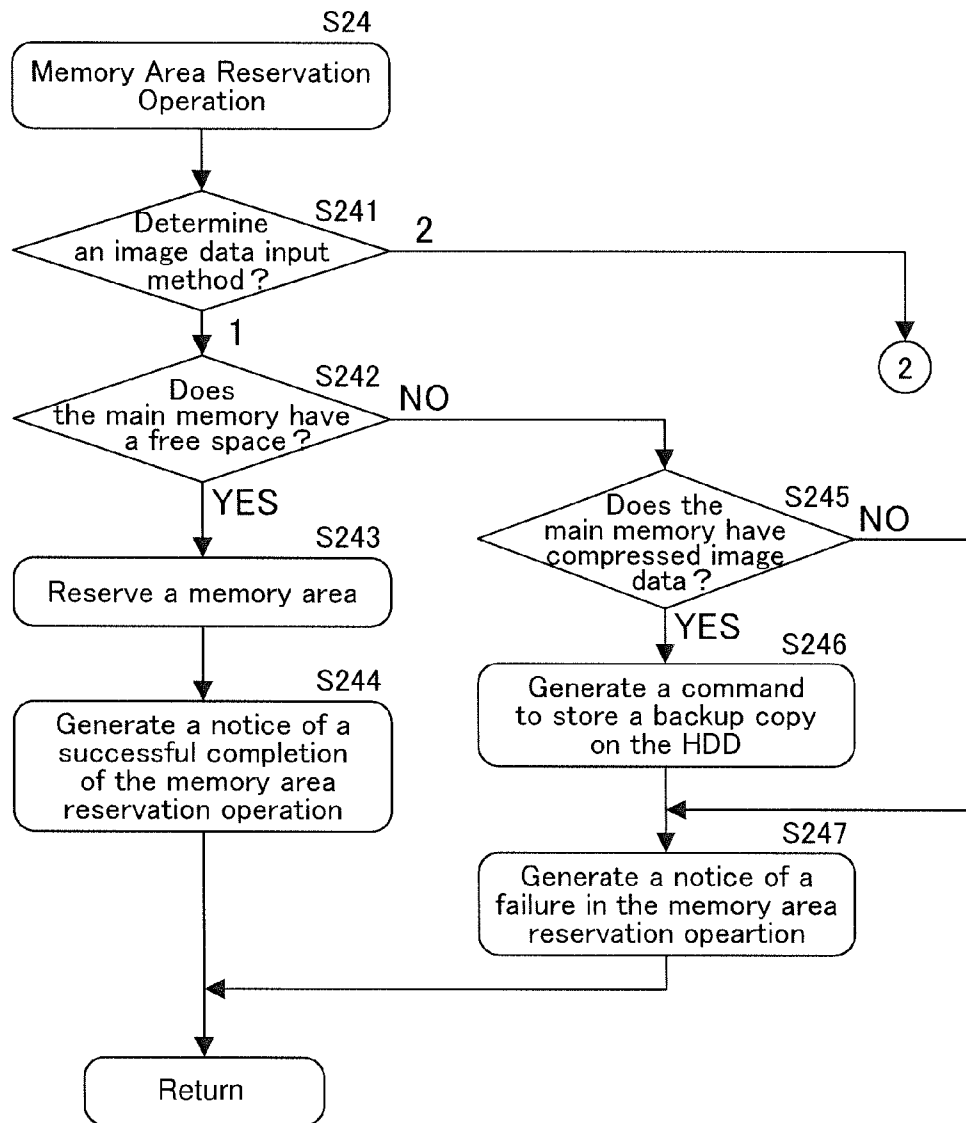 S24
Memory Area Reservation
Operation
S241
Determine
an image data input
method?
2
1
2
S242
Does
the main memory have
a free space?
NO
YES
S245
Does the
main memory have
compressed image
data?
NO
YES
S243
Reserve a memory area
S246
Generate a command
to store a backup copy
on the HDD
S244
Generate a notice of a
successful completion
of the memory area
reservation operation
S247
Generate a notice of a
failure in the memory area
reservation opeartion
Return